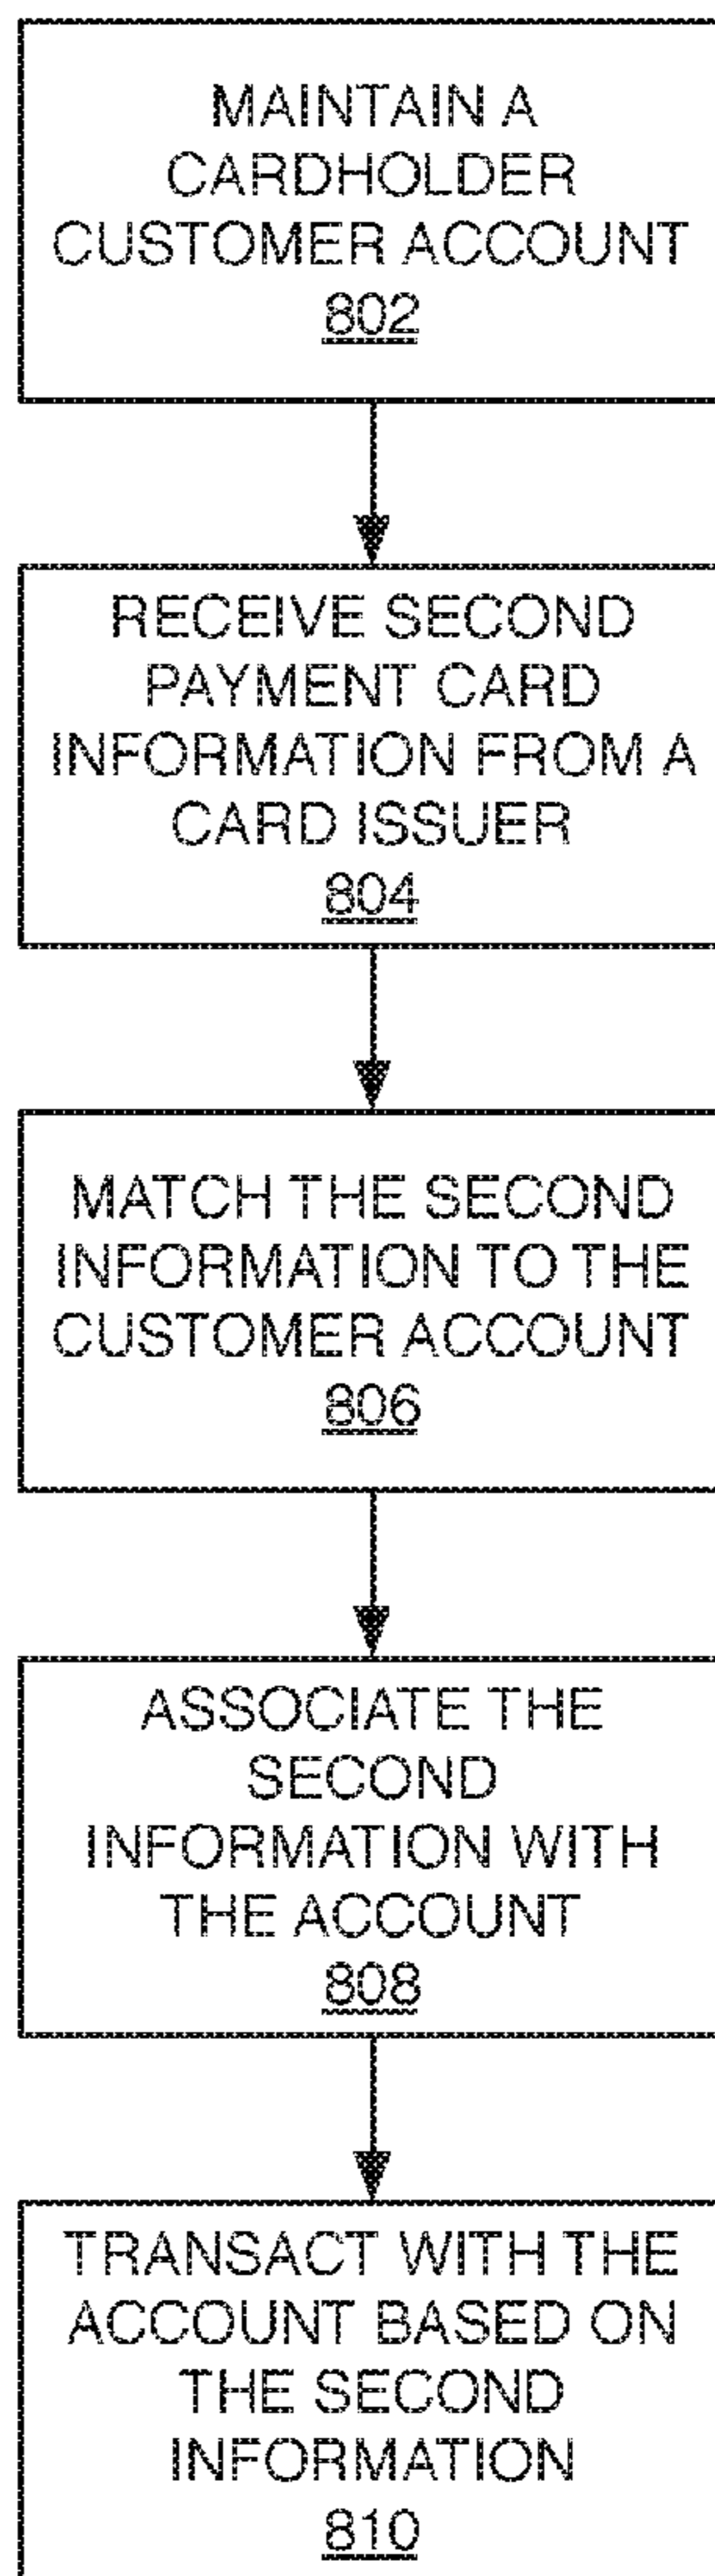 MAINTAIN A
CARDHOLDER
CUSTOMER ACCOUNT
802
RECEIVE SECOND
PAYMENT CARD
INFORMATION FROM A
CARD ISSUER
804
MATCH THE SECOND
INFORMATION TO THE
CUSTOMER ACCOUNT
806
ASSOCIATE THE
SECOND
INFORMATION WITH
THE ACCOUNT
808
TRANSACT WITH THE
ACCOUNT BASED ON
THE SECOND
INFORMATION
810